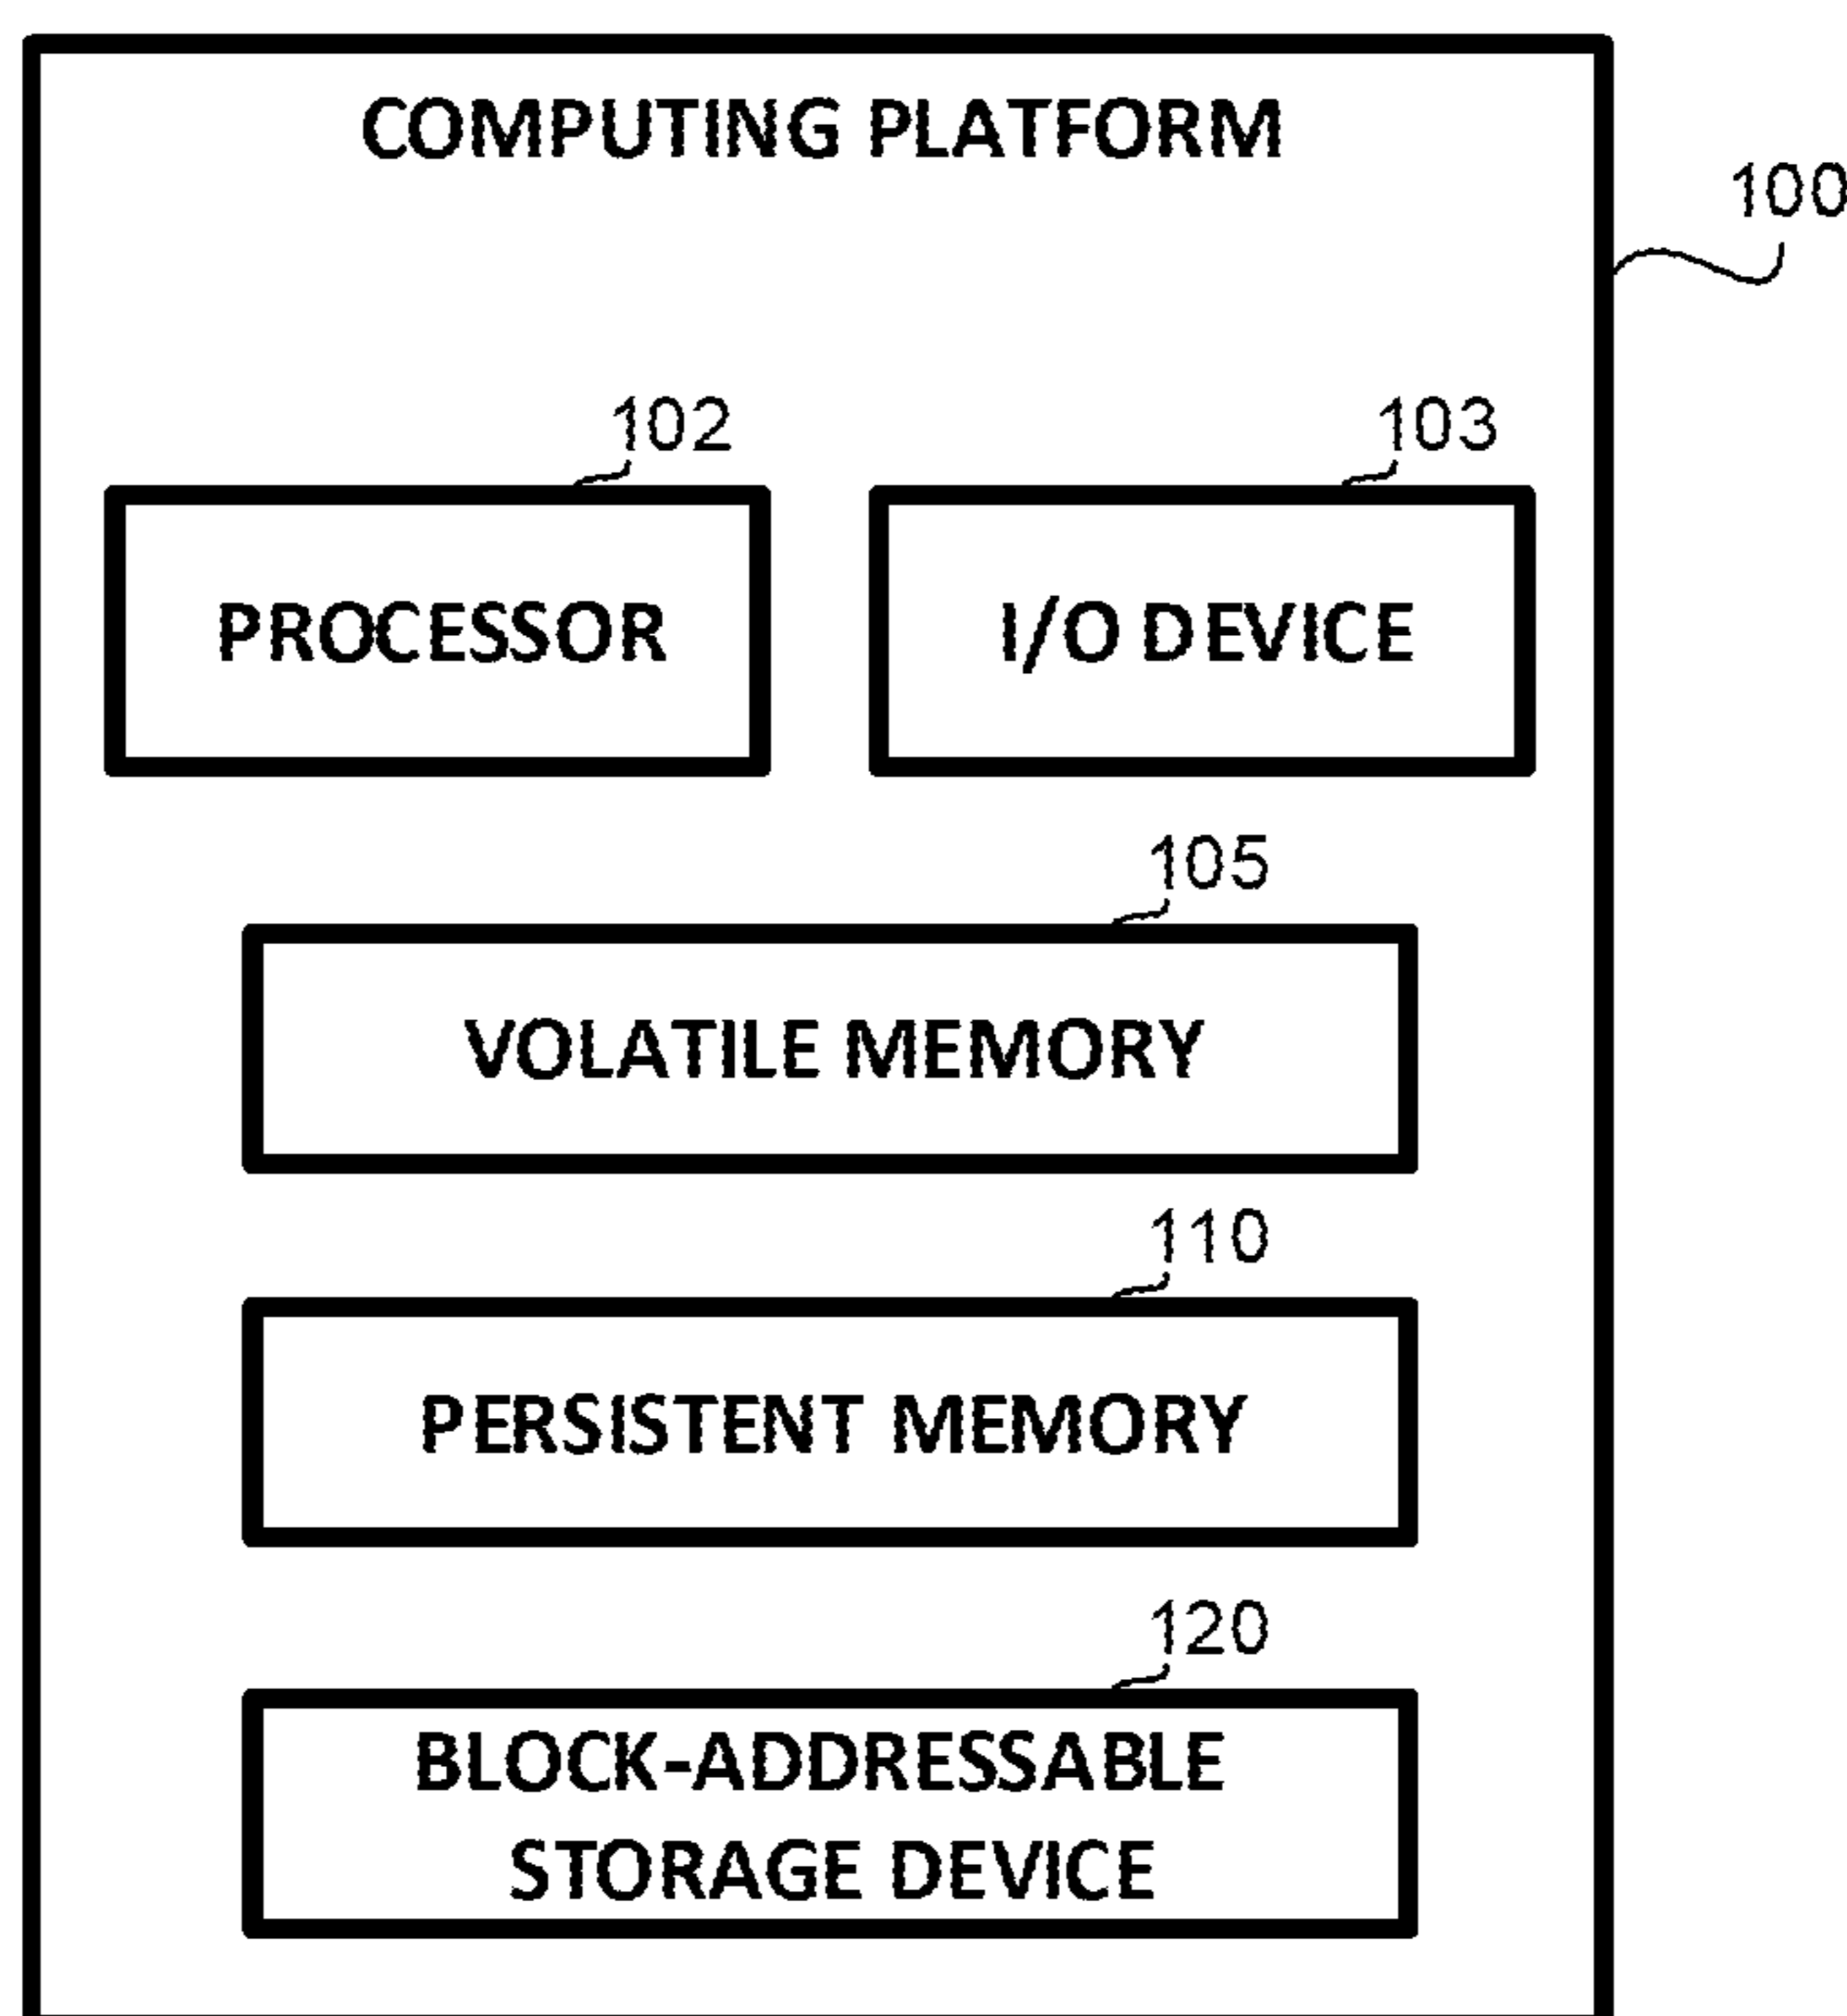 COMPUTING PLATFORM
100
102
103
PROCESSOR
I/O DEVICE
105
VOLATILE MEMORY
110
PERSISTENT MEMORY
120
BLOCK-ADDRESSABLE
STORAGE DEVICE